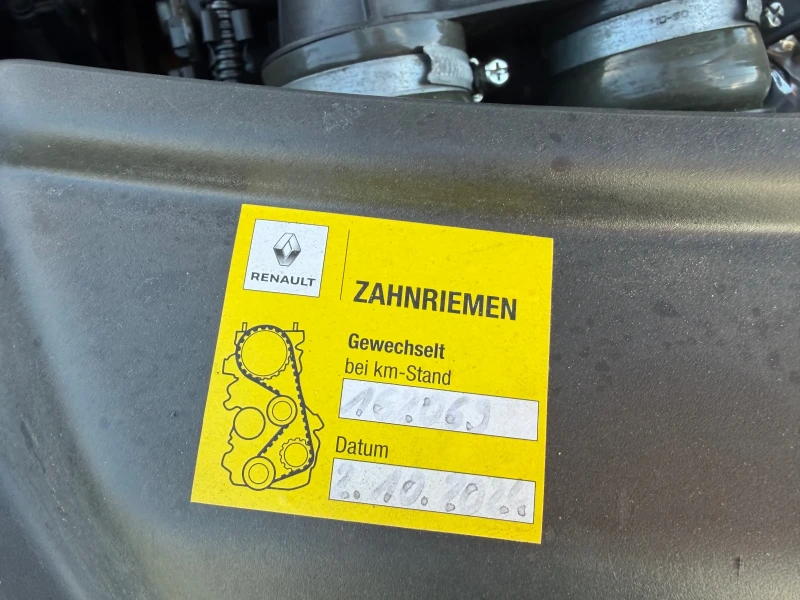 RENAULT
ZAHNRIEMEN
Gewechselt
bei km-Stand
Datum